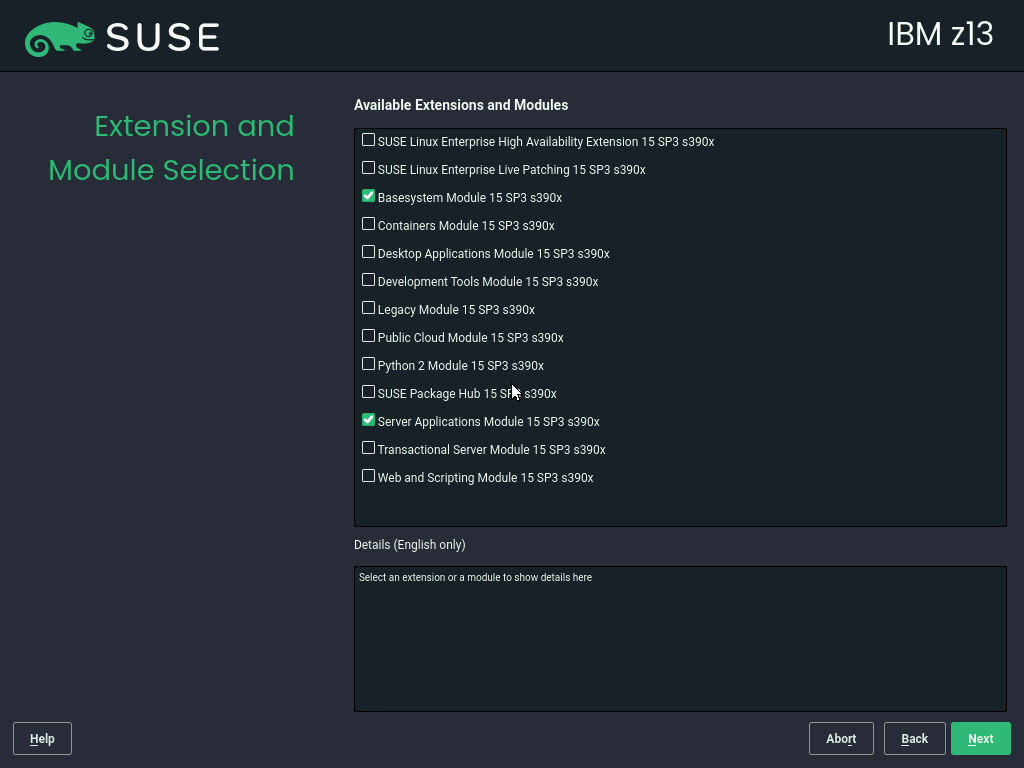 SUSE
IBM z13
Extension and
Module Selection
Available Extensions and Modules
SUSE Linux Enterprise High Availability Extension 15 SP3 s390x
SUSE Linux Enterprise Live Patching 15 SP3 s390x
Basesystem Module 15 SP3 s390x
Containers Module 15 SP3 s390x
Desktop Applications Module 15 SP3 s390x
Development Tools Module 15 SP3 s390x
Legacy Module 15 SP3 s390x
Public Cloud Module 15 SP3 s390x
Python 2 Module 15 SP3 s390x
SUSE Package Hub 15 SP3 s390x
Server Applications Module 15 SP3 s390x
Transactional Server Module 15 SP3 s390x
Web and Scripting Module 15 SP3 s390x
Details (English only)
Select an extension or a module to show details here
Help
Abort
Back
Next